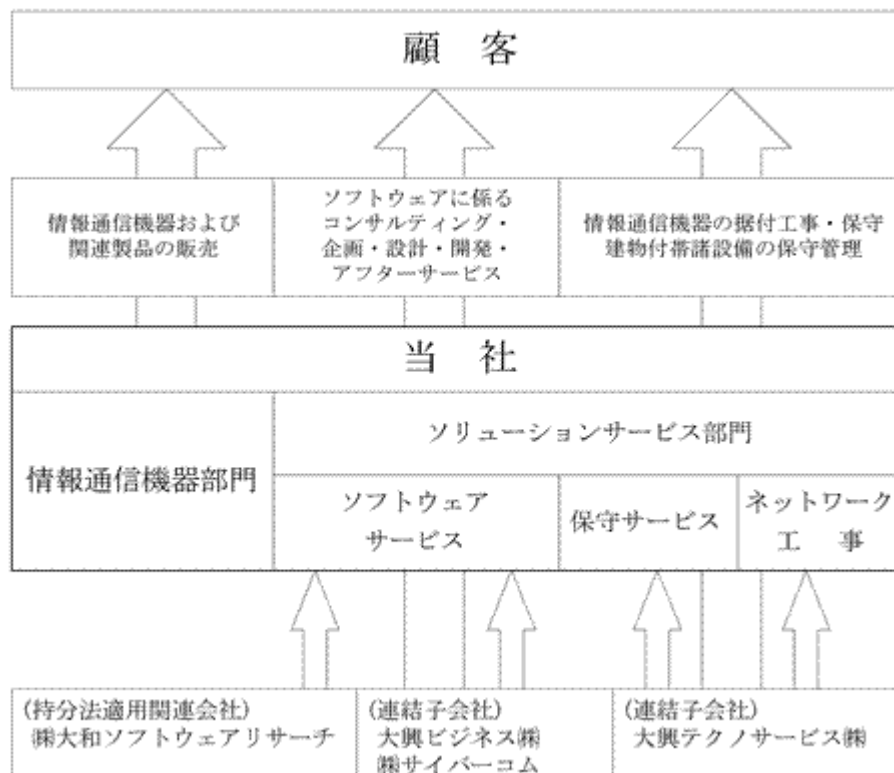 顧 客
情報通信機器および
関連製品の販売
ソフトウェアに係る
コンサルティング・
企画・設計・開発・
アフターサービス
情報通信機器の据付工事・保守
建物付帯諸設備の保守管理
当 社
情報通信機器部門
ソリューションサービス部門
ソフトウェア
サービス
保守サービス
ネットワーク
工 事
(持分法適用関連会社)
㈱大和ソフトウェアリサーチ
(連結子会社)
大興ビジネス㈱
㈱サイバーコム
(連結子会社)
大興テクノサービス㈱